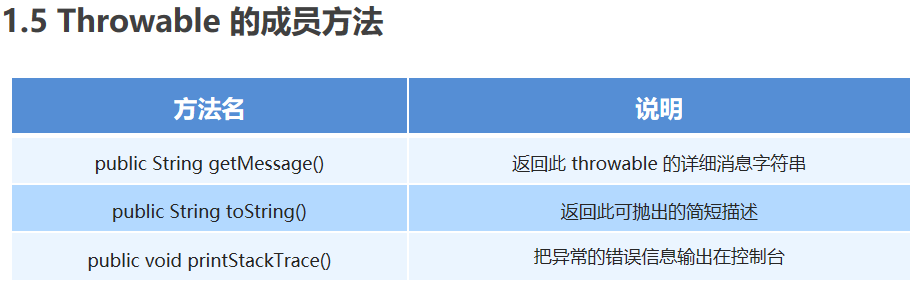 1.5 Throwable 的成员方法
方法名 说明
public String getMessage() 返回此 throwable 的详细消息字符串
public String toString() 返回此可抛出的简短描述
public void printStackTrace() 把异常的错误信息输出在控制台